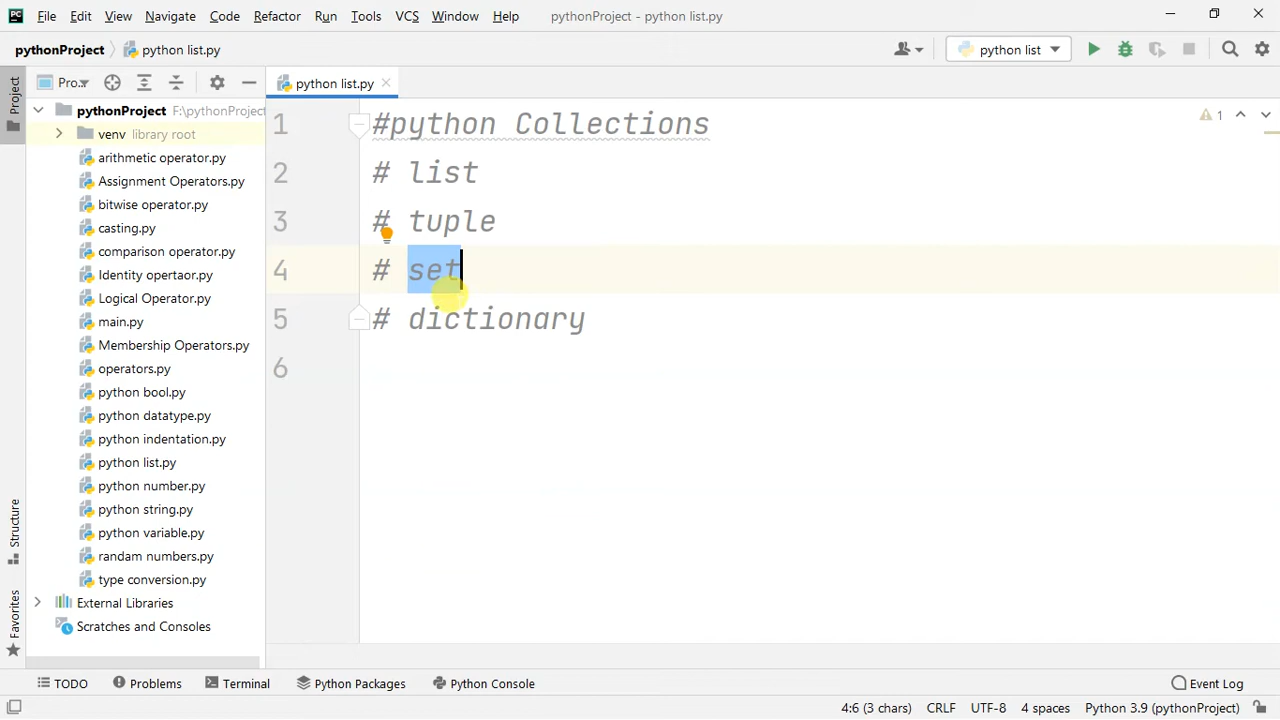 PC File Edit View Navigate Code Refactor Run Tools VCS Window Help pythonProject - python list.py
pythonProject python list.py python list
Project Pro... python list.py
pythonProject F:\pythonProject
venv library root
arithmetic operator.py
Assignment Operators.py
bitwise operator.py
casting.py
comparison operator.py
Identity opertaor.py
Logical Operator.py
main.py
Membership Operators.py
operators.py
python bool.py
python datatype.py
python indentation.py
python list.py
python number.py
python string.py
python variable.py
randam numbers.py
type conversion.py
External Libraries
Scratches and Consoles
Structure
Favorites
1 #python Collections
2 # list
3 # tuple
4 # set
5 # dictionary
6
1
TODO Problems Terminal Python Packages Python Console Event Log
4:6 (3 chars) CRLF UTF-8 4 spaces Python 3.9 (pythonProject)